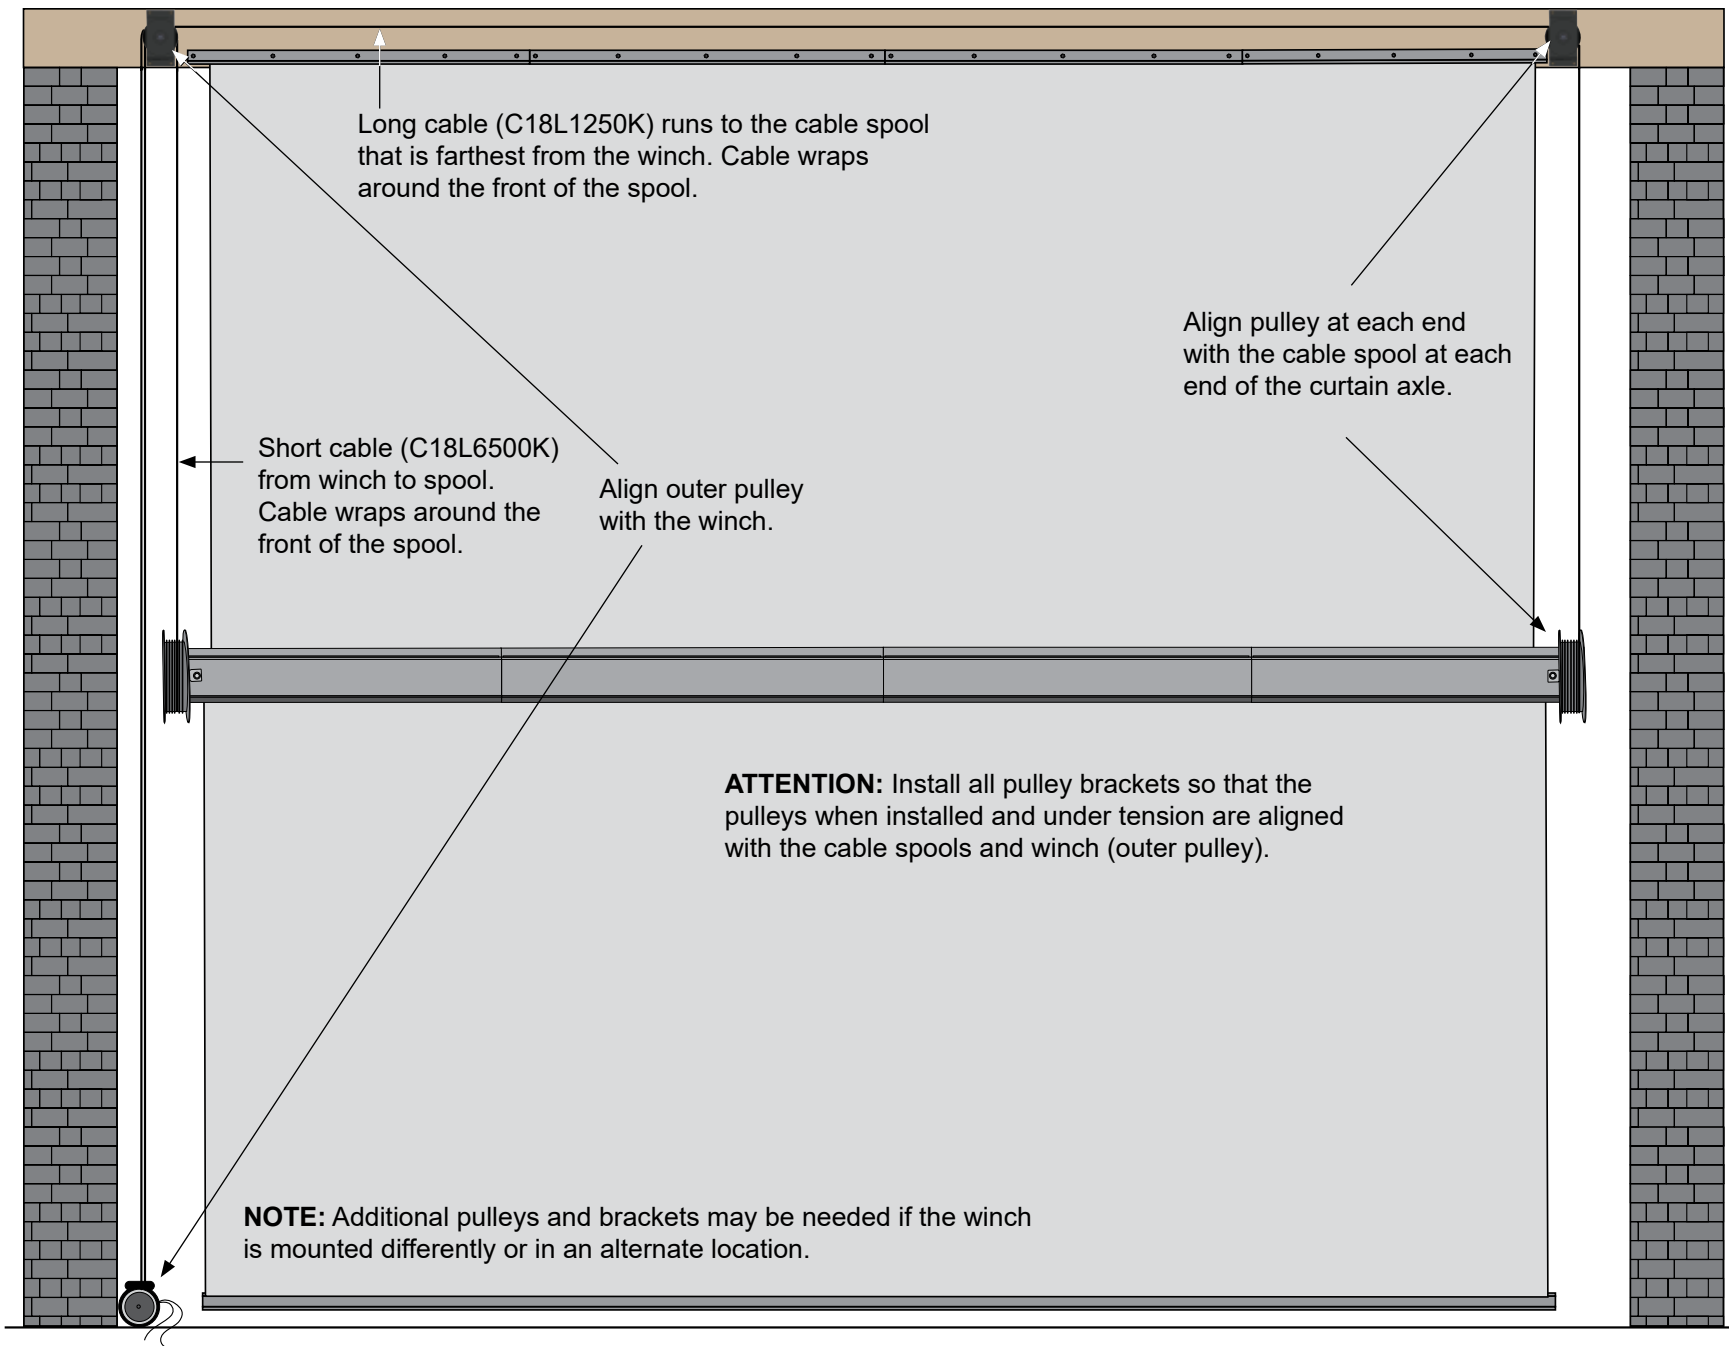 Long cable (C18L1250K) runs to the cable spool
that is farthest from the winch. Cable wraps
around the front of the spool.
Align pulley at each end
with the cable spool at each
end of the curtain axle.
Short cable (C18L6500K)
from winch to spool.
Cable wraps around the
front of the spool.
Align outer pulley
with the winch.
ATTENTION: Install all pulley brackets so that the
pulleys when installed and under tension are aligned
with the cable spools and winch (outer pulley).
NOTE: Additional pulleys and brackets may be needed if the winch
is mounted differently or in an alternate location.